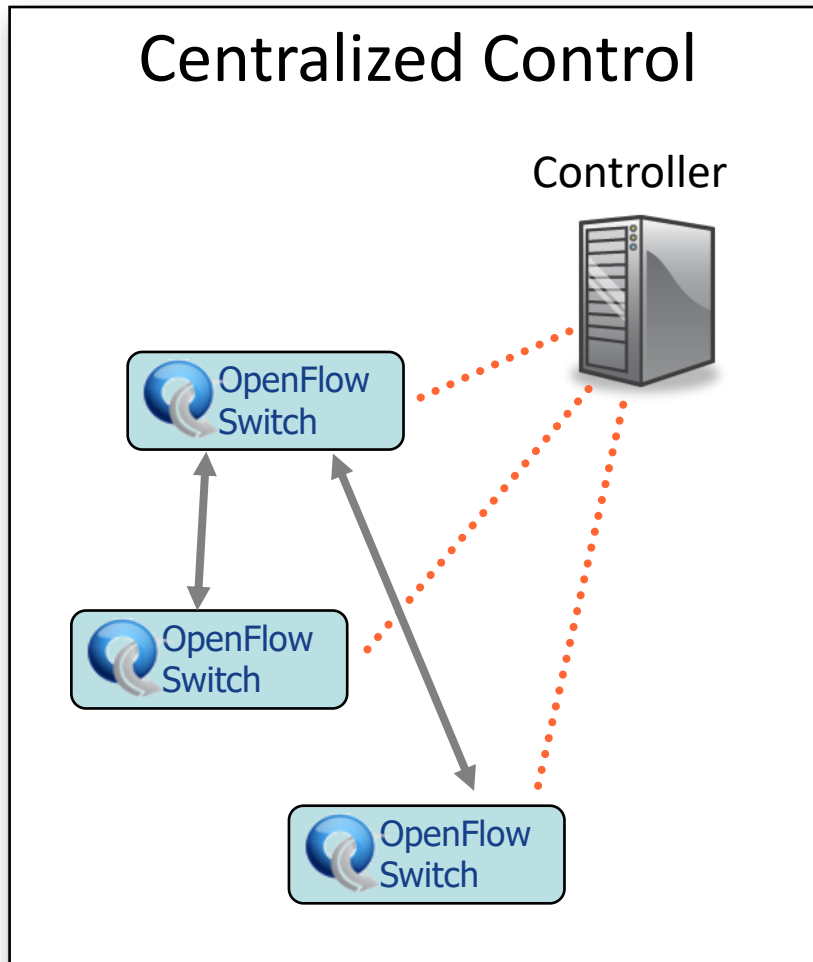 Centralized Control
Controller
OpenFlow
Switch
OpenFlow
Switch
OpenFlow
Switch